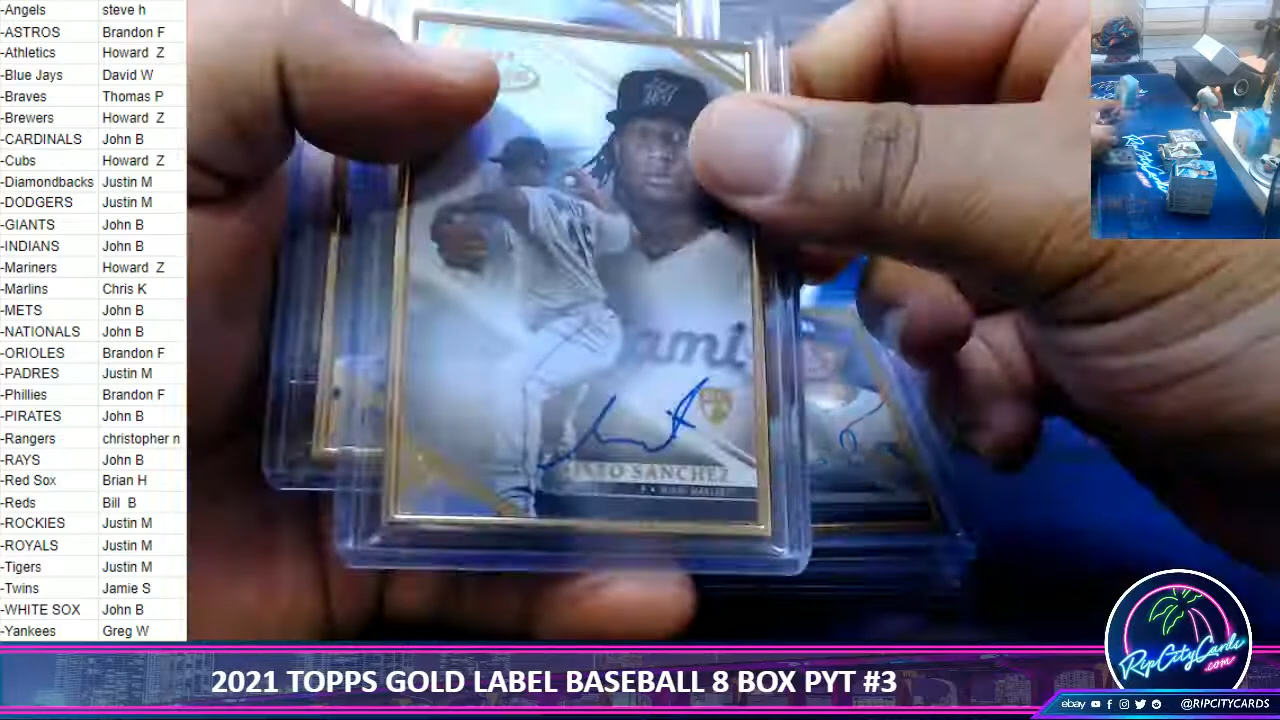 -Angels steve h
-ASTROS Brandon F
-Athletics Howard Z
-Blue Jays David W
-Braves Thomas P
-Brewers Howard Z
-CARDINALS John B
-Cubs Howard Z
-Diamondbacks Justin M
-DODGERS Justin M
-GIANTS John B
-INDIANS John B
-Mariners Howard Z
-Marlins Chris K
-METS John B
-NATIONALS John B
-ORIOLES Brandon F
-PADRES Justin M
-Phillies Brandon F
-PIRATES John B
-Rangers christopher n
-RAYS John B
-Red Sox Brian H
-Reds Bill B
-ROCKIES Justin M
-ROYALS Justin M
-Tigers Justin M
-Twins Jamie S
-WHITE SOX John B
-Yankees Greg W
SANCHEZ
RipCityCards
.com
2021 TOPPS GOLD LABEL BASEBALL 8 BOX PYT #3
ebay @RIPCITYCARDS